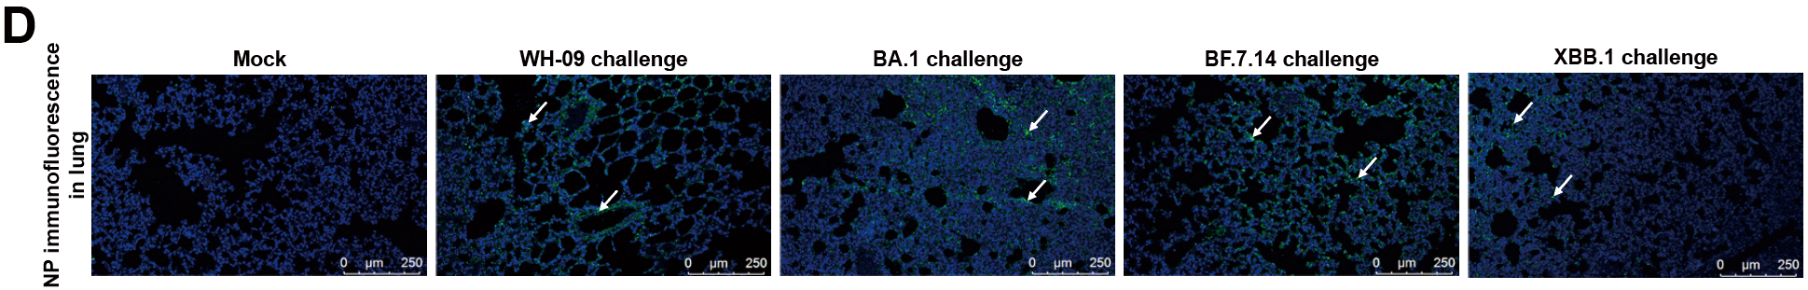 D
NP immunofluorescence
in lung
Mock
WH-09 challenge
BA.1 challenge
BF.7.14 challenge
XBB.1 challenge
0 μm 250
0 μm 250
0 μm 250
0 μm 250
0 μm 250